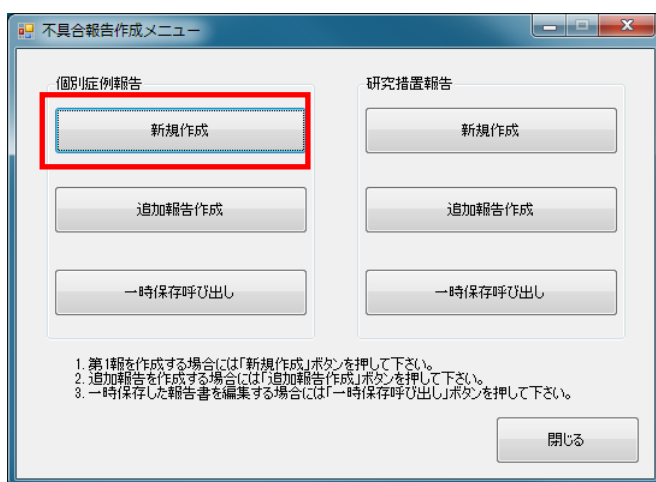 不具合報告作成メニュー
個別症例報告
新規作成
追加報告作成
一時保存呼び出し
研究措置報告
新規作成
追加報告作成
一時保存呼び出し
1. 第1報を作成する場合には「新規作成」ボタンを押して下さい。
2. 追加報告を作成する場合には「追加報告作成」ボタンを押して下さい。
3. 一時保存した報告書を編集する場合には「一時保存呼び出し」ボタンを押して下さい。
閉じる